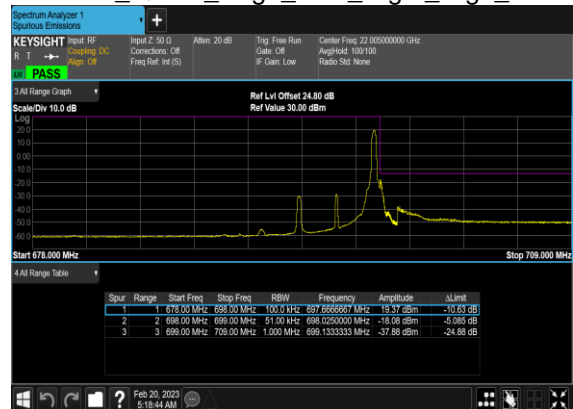 Spectrum Analyzer 1
Spurious Emissions
+
KEYSIGHT Input: RF Input Z: 50 Ω Atten: 20 dB Trig: Free Run Center Freq: 22.005000000 GHz
R T Coupling: DC Corrections: Off Gate: Off Avg|Hold: 100/100
Align: Off Freq Ref: Int (S) IF Gain: Low Radio Std: None
PASS
3 All Range Graph
Ref Lvl Offset 24.80 dB
Scale/Div 10.0 dB Ref Value 30.00 dBm
Log
20.0
10.0
0.00
-10.0
-20.0
-30.0
-40.0
-50.0
-60.0
Start 678.000 MHz Stop 709.000 MHz
4 All Range Table
Spur Range Start Freq Stop Freq RBW Frequency Amplitude ΔLimit
1 1 678.00 MHz 698.00 MHz 100.0 kHz 697.6666667 MHz 19.37 dBm -10.63 dB
2 2 698.00 MHz 699.00 MHz 51.00 kHz 698.0250000 MHz -18.08 dBm -5.085 dB
3 3 699.00 MHz 709.00 MHz 1.000 MHz 699.1333333 MHz -37.88 dBm -24.88 dB
? Feb 20, 2023
5:18:44 AM